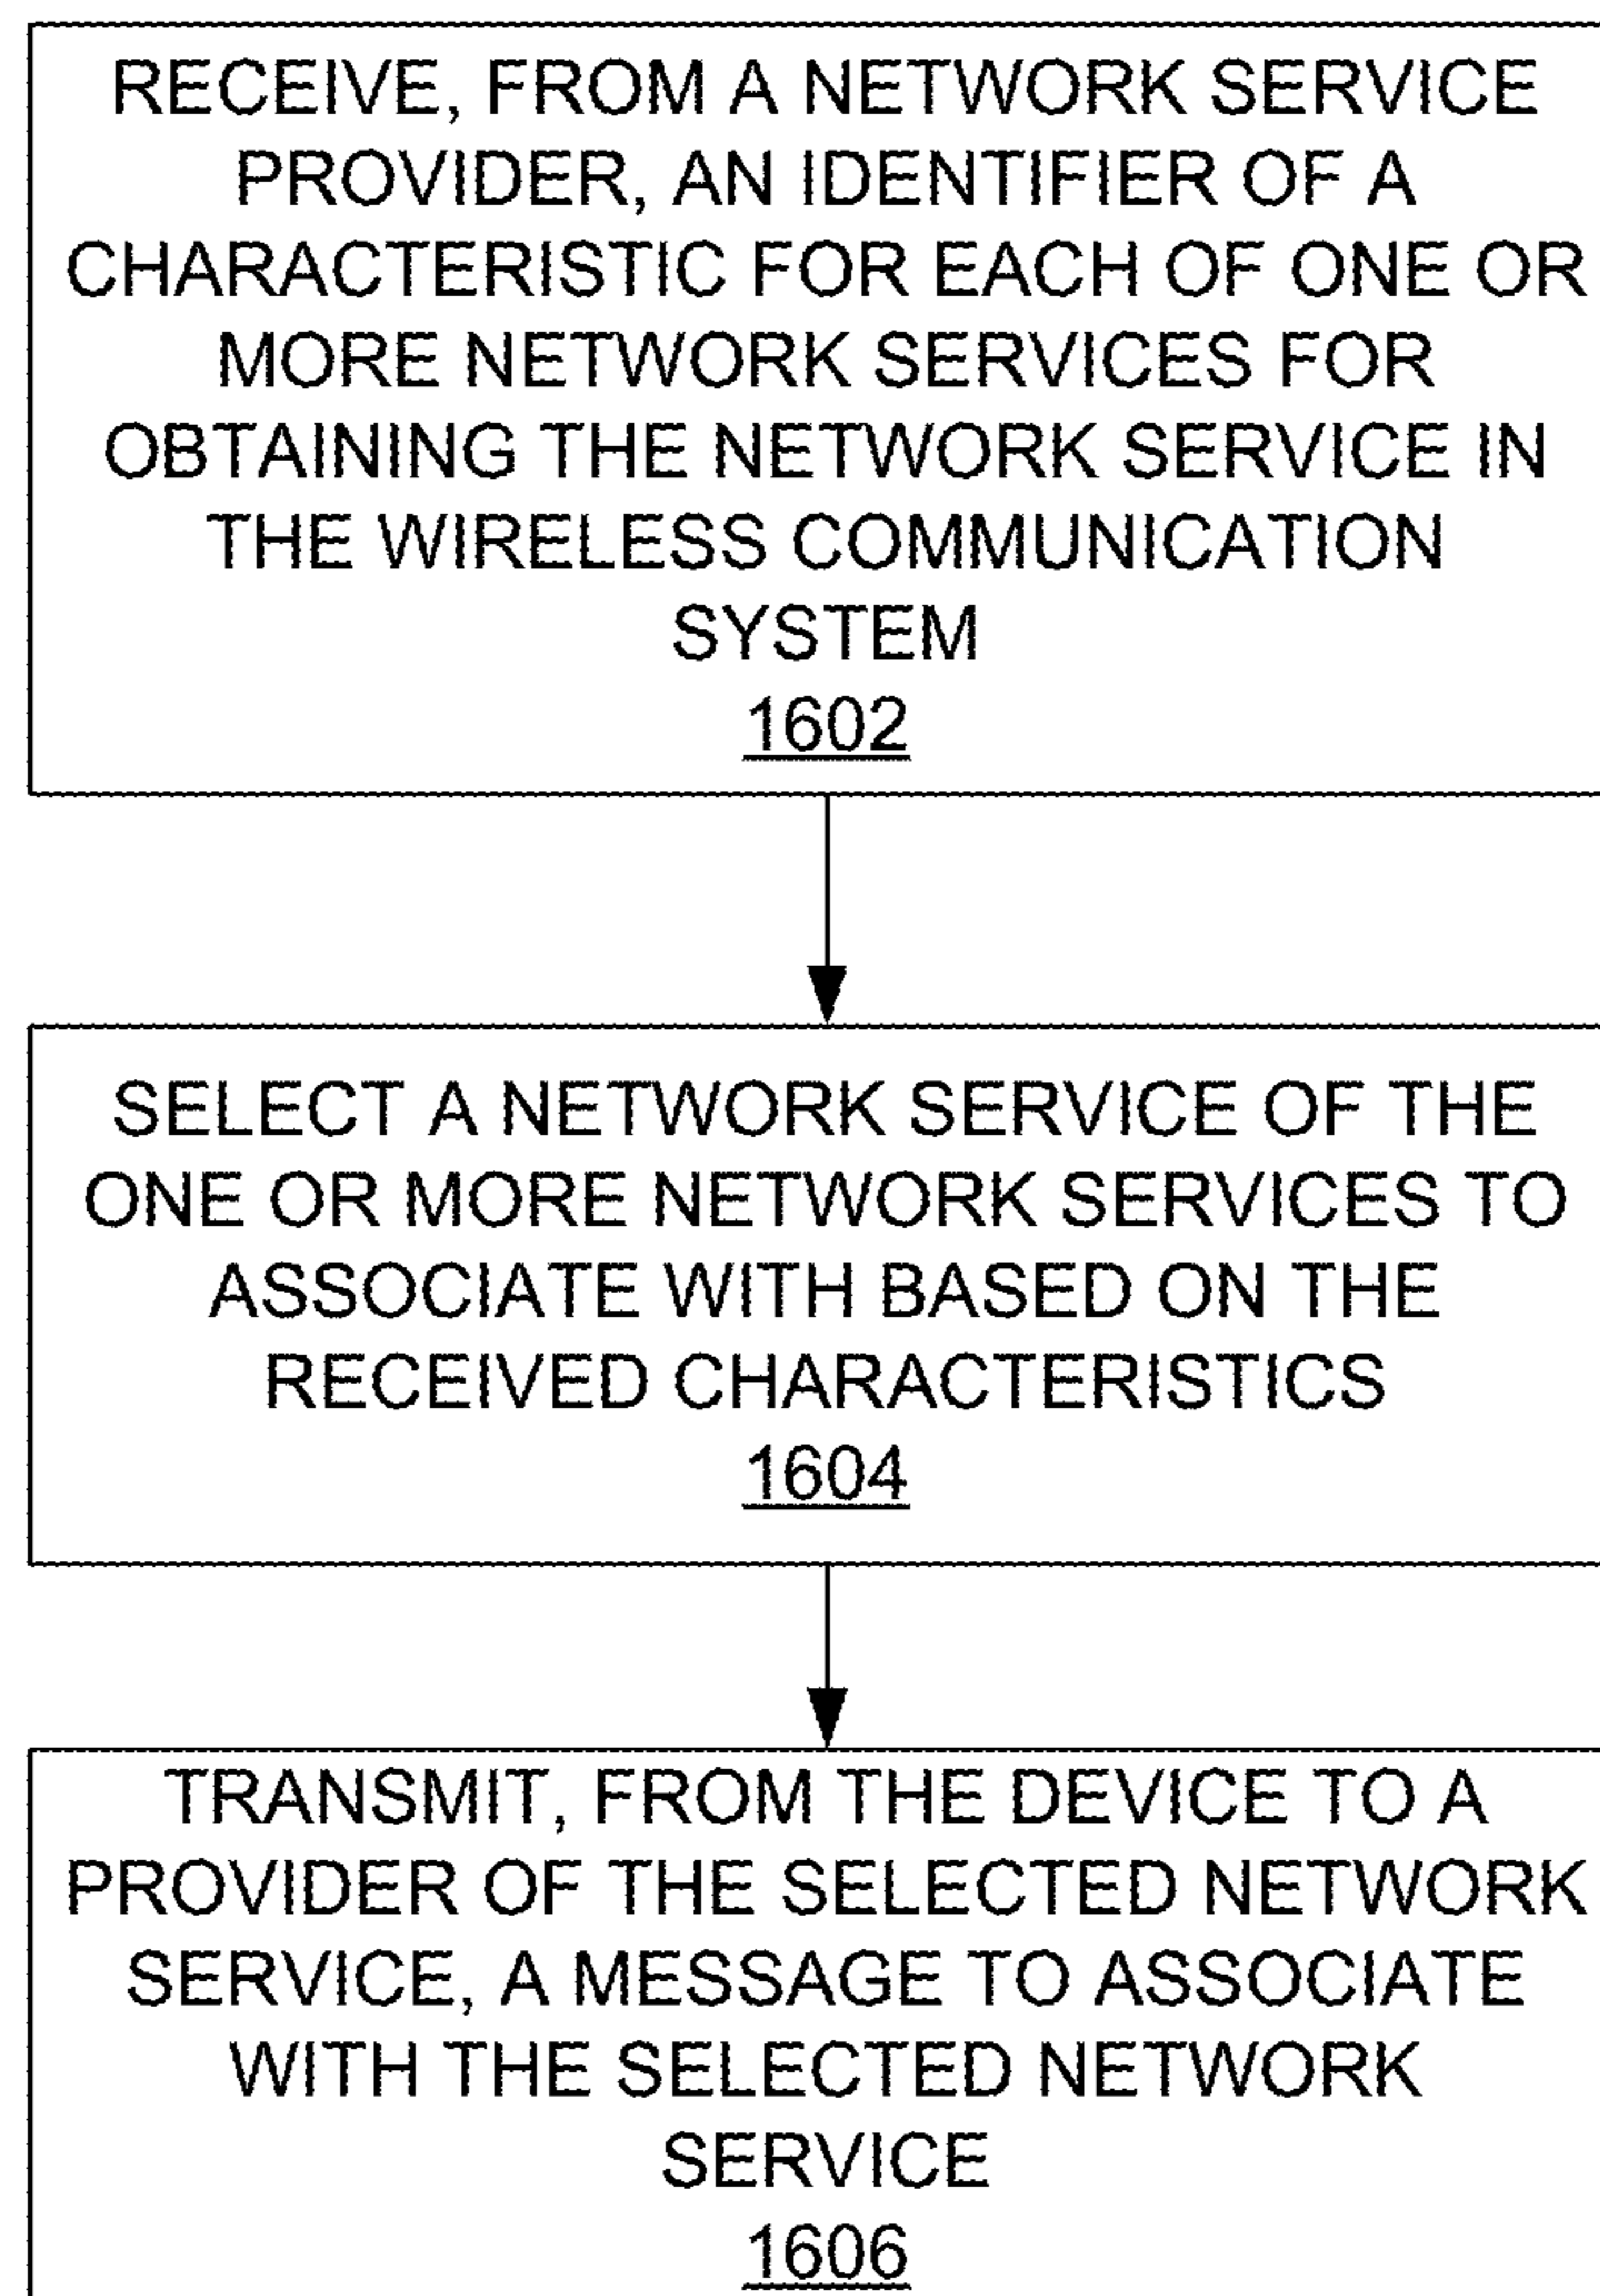 RECEIVE, FROM A NETWORK SERVICE
PROVIDER, AN IDENTIFIER OF A
CHARACTERISTIC FOR EACH OF ONE OR
MORE NETWORK SERVICES FOR
OBTAINING THE NETWORK SERVICE IN
THE WIRELESS COMMUNICATION
SYSTEM
1602
SELECT A NETWORK SERVICE OF THE
ONE OR MORE NETWORK SERVICES TO
ASSOCIATE WITH BASED ON THE
RECEIVED CHARACTERISTICS
1604
TRANSMIT, FROM THE DEVICE TO A
PROVIDER OF THE SELECTED NETWORK
SERVICE, A MESSAGE TO ASSOCIATE
WITH THE SELECTED NETWORK
SERVICE
1606